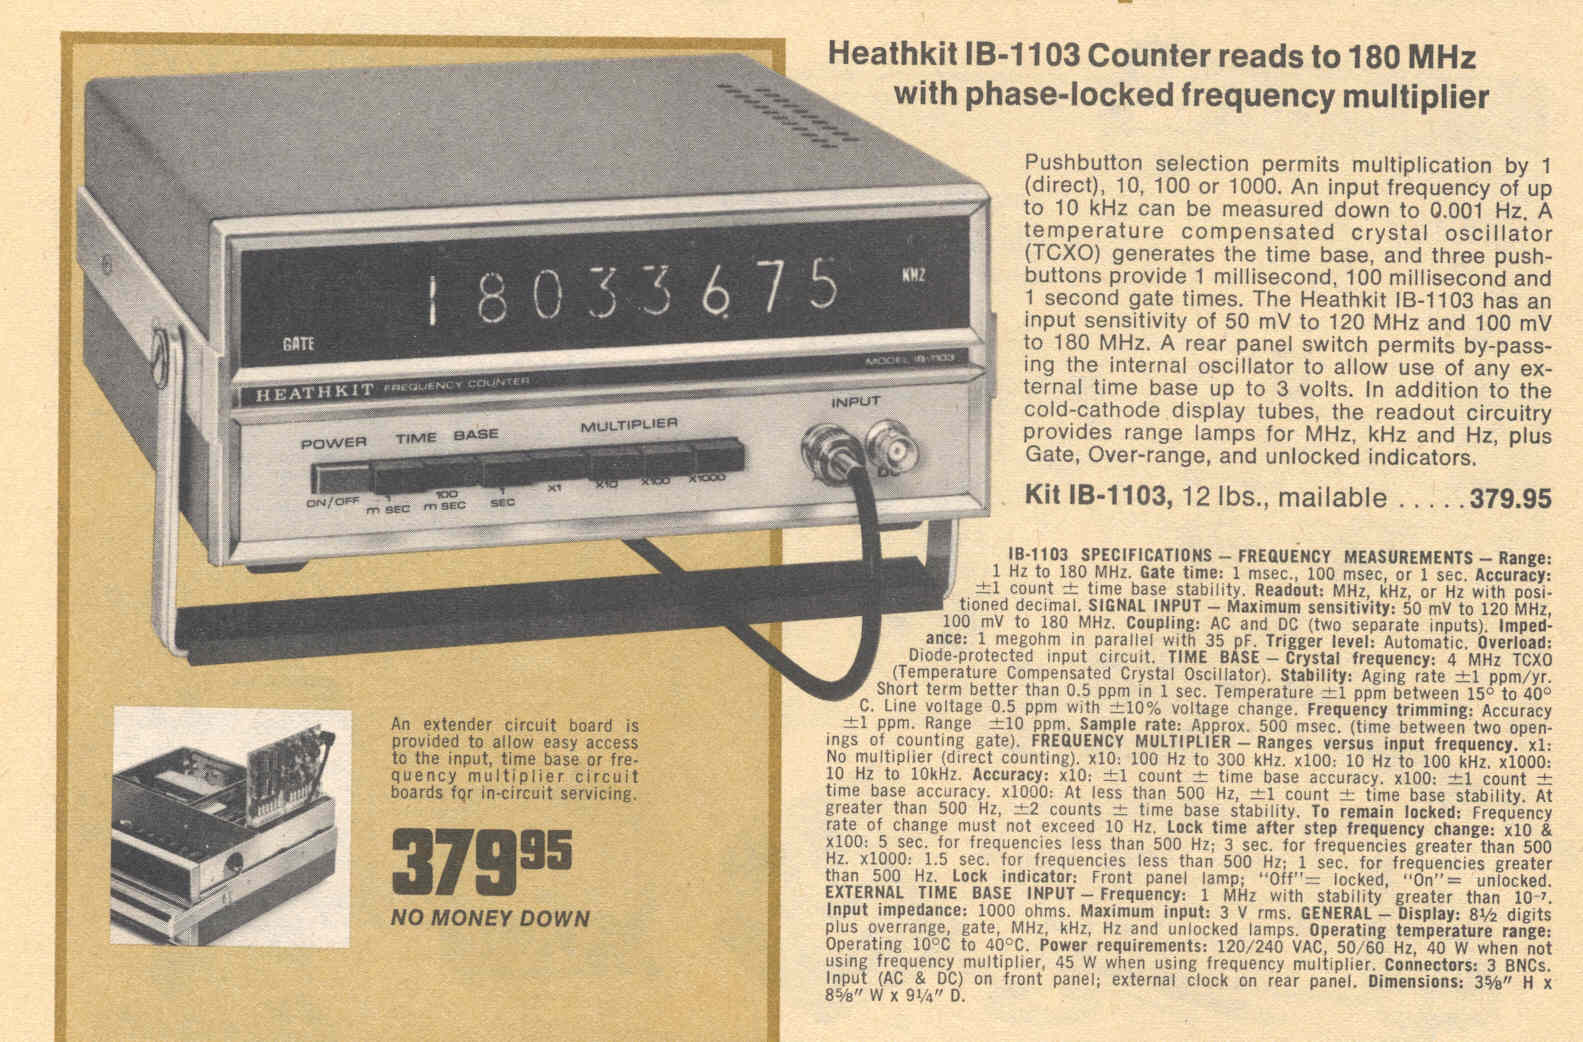 Heathkit IB-1103 Counter reads to 180 MHz
with phase-locked frequency multiplier
Pushbutton selection permits multiplication by 1
(direct), 10, 100 or 1000. An input frequency of up
to 10 kHz can be measured down to 0.001 Hz. A
temperature compensated crystal oscillator
(TCXO) generates the time base, and three push-
buttons provide 1 millisecond, 100 millisecond and
1 second gate times. The Heathkit IB-1103 has an
input sensitivity of 50 mV to 120 MHz and 100 mV
to 180 MHz. A rear panel switch permits by-pass-
ing the internal oscillator to allow use of any ex-
ternal time base up to 3 volts. In addition to the
cold-cathode display tubes, the readout circuitry
provides range lamps for MHz, kHz and Hz, plus
Gate, Over-range, and unlocked indicators.
Kit IB-1103, 12 lbs., mailable . . . . . 379.95
18033675 KHZ
GATE
HEATHKIT FREQUENCY COUNTER MODEL IB-1103
POWER TIME BASE MULTIPLIER INPUT
ON/OFF 1 m SEC 100 m SEC 1 SEC X1 X10 X100 X1000 DC
IB-1103 SPECIFICATIONS – FREQUENCY MEASUREMENTS – Range:
1 Hz to 180 MHz. Gate time: 1 msec., 100 msec, or 1 sec. Accuracy:
±1 count ± time base stability. Readout: MHz, kHz, or Hz with posi-
tioned decimal. SIGNAL INPUT – Maximum sensitivity: 50 mV to 120 MHz,
100 mV to 180 MHz. Coupling: AC and DC (two separate inputs). Imped-
ance: 1 megohm in parallel with 35 pF. Trigger level: Automatic. Overload:
Diode-protected input circuit. TIME BASE – Crystal frequency: 4 MHz TCXO
(Temperature Compensated Crystal Oscillator). Stability: Aging rate ±1 ppm/yr.
Short term better than 0.5 ppm in 1 sec. Temperature ±1 ppm between 15° to 40°
C. Line voltage 0.5 ppm with ±10% voltage change. Frequency trimming: Accuracy
±1 ppm. Range ±10 ppm. Sample rate: Approx. 500 msec. (time between two open-
ings of counting gate). FREQUENCY MULTIPLIER – Ranges versus input frequency. x1:
No multiplier (direct counting). x10: 100 Hz to 300 kHz. x100: 10 Hz to 100 kHz. x1000:
10 Hz to 10kHz. Accuracy: x10: ±1 count ± time base accuracy. x100: ±1 count ±
time base accuracy. x1000: At less than 500 Hz, ±1 count ± time base stability. At
greater than 500 Hz, ±2 counts ± time base stability. To remain locked: Frequency
rate of change must not exceed 10 Hz. Lock time after step frequency change: x10 &
x100: 5 sec. for frequencies less than 500 Hz; 3 sec. for frequencies greater than 500
Hz. x1000: 1.5 sec. for frequencies less than 500 Hz; 1 sec. for frequencies greater
than 500 Hz. Lock indicator: Front panel lamp; "Off"= locked, "On"= unlocked.
EXTERNAL TIME BASE INPUT – Frequency: 1 MHz with stability greater than 10⁻⁷.
Input impedance: 1000 ohms. Maximum input: 3 V rms. GENERAL – Display: 8½ digits
plus overrange, gate, MHz, kHz, Hz and unlocked lamps. Operating temperature range:
Operating 10°C to 40°C. Power requirements: 120/240 VAC, 50/60 Hz, 40 W when not
using frequency multiplier, 45 W when using frequency multiplier. Connectors: 3 BNCs.
Input (AC & DC) on front panel; external clock on rear panel. Dimensions: 3⅝" H x
8⅝" W x 9¼" D.
An extender circuit board is
provided to allow easy access
to the input, time base or fre-
quency multiplier circuit
boards for in-circuit servicing.
379 95
NO MONEY DOWN